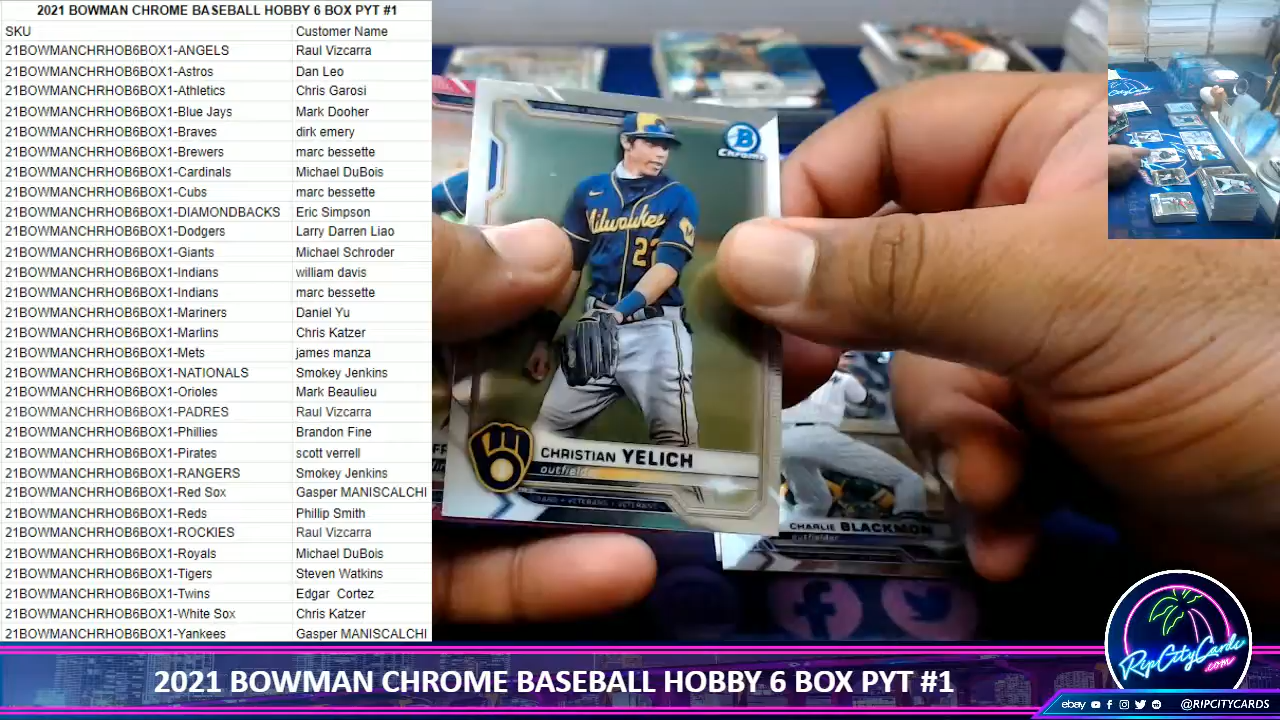 2021 BOWMAN CHROME BASEBALL HOBBY 6 BOX PYT #1
SKU Customer Name
21BOWMANCHRHOB6BOX1-ANGELS Raul Vizcarra
21BOWMANCHRHOB6BOX1-Astros Dan Leo
21BOWMANCHRHOB6BOX1-Athletics Chris Garosi
21BOWMANCHRHOB6BOX1-Blue Jays Mark Dooher
21BOWMANCHRHOB6BOX1-Braves dirk emery
21BOWMANCHRHOB6BOX1-Brewers marc bessette
21BOWMANCHRHOB6BOX1-Cardinals Michael DuBois
21BOWMANCHRHOB6BOX1-Cubs marc bessette
21BOWMANCHRHOB6BOX1-DIAMONDBACKS Eric Simpson
21BOWMANCHRHOB6BOX1-Dodgers Larry Darren Liao
21BOWMANCHRHOB6BOX1-Giants Michael Schroder
21BOWMANCHRHOB6BOX1-Indians william davis
21BOWMANCHRHOB6BOX1-Indians marc bessette
21BOWMANCHRHOB6BOX1-Mariners Daniel Yu
21BOWMANCHRHOB6BOX1-Marlins Chris Katzer
21BOWMANCHRHOB6BOX1-Mets james manza
21BOWMANCHRHOB6BOX1-NATIONALS Smokey Jenkins
21BOWMANCHRHOB6BOX1-Orioles Mark Beaulieu
21BOWMANCHRHOB6BOX1-PADRES Raul Vizcarra
21BOWMANCHRHOB6BOX1-Phillies Brandon Fine
21BOWMANCHRHOB6BOX1-Pirates scott verrell
21BOWMANCHRHOB6BOX1-RANGERS Smokey Jenkins
21BOWMANCHRHOB6BOX1-Red Sox Gasper MANISCALCHI
21BOWMANCHRHOB6BOX1-Reds Phillip Smith
21BOWMANCHRHOB6BOX1-ROCKIES Raul Vizcarra
21BOWMANCHRHOB6BOX1-Royals Michael DuBois
21BOWMANCHRHOB6BOX1-Tigers Steven Watkins
21BOWMANCHRHOB6BOX1-Twins Edgar Cortez
21BOWMANCHRHOB6BOX1-White Sox Chris Katzer
21BOWMANCHRHOB6BOX1-Yankees Gasper MANISCALCHI
B
CHROME
Milwaukee
22
CHRISTIAN YELICH
outfielder
VETERANS • VETERANS
CHARLIE BLACKMON
outfielder
2021 BOWMAN CHROME BASEBALL HOBBY 6 BOX PYT #1
RipCityCards
.com
ebay @RIPCITYCARDS